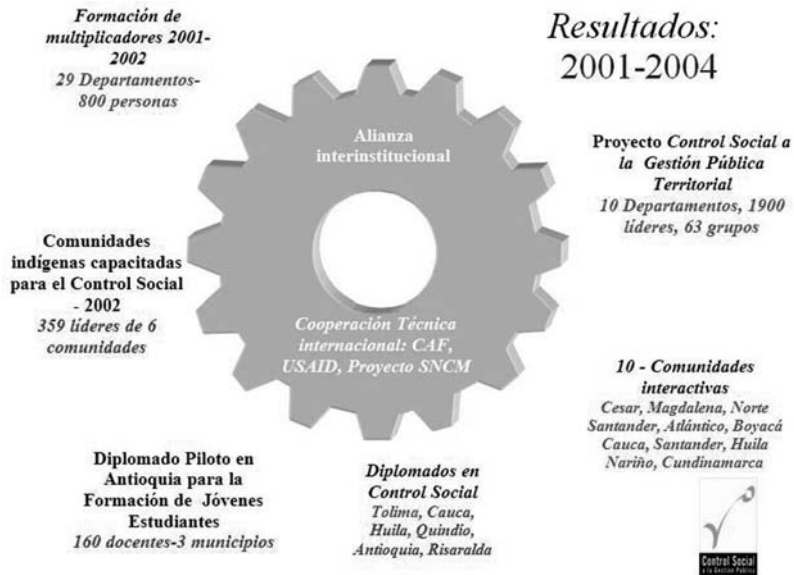 Formación de
multiplicadores 2001-
2002
29 Departamentos-
800 personas
Resultados:
2001-2004
Alianza
interinstitucional
Proyecto Control Social a
la Gestión Pública
Territorial
10 Departamentos, 1900
líderes, 63 grupos
Comunidades
indígenas capacitadas
para el Control Social
- 2002
359 líderes de 6
comunidades
Cooperación Técnica
internacional: CAF,
USAID, Proyecto SNCM
10 - Comunidades
interactivas
Cesar, Magdalena, Norte
Santander, Atlántico, Boyacá
Cauca, Santander, Huila
Nariño, Cundinamarca
Diplomado Piloto en
Antioquia para la
Formación de Jóvenes
Estudiantes
160 docentes-3 municipios
Diplomados en
Control Social
Tolima, Cauca,
Huila, Quindío,
Antioquia, Risaralda
Control Social
a la Gestión Pública